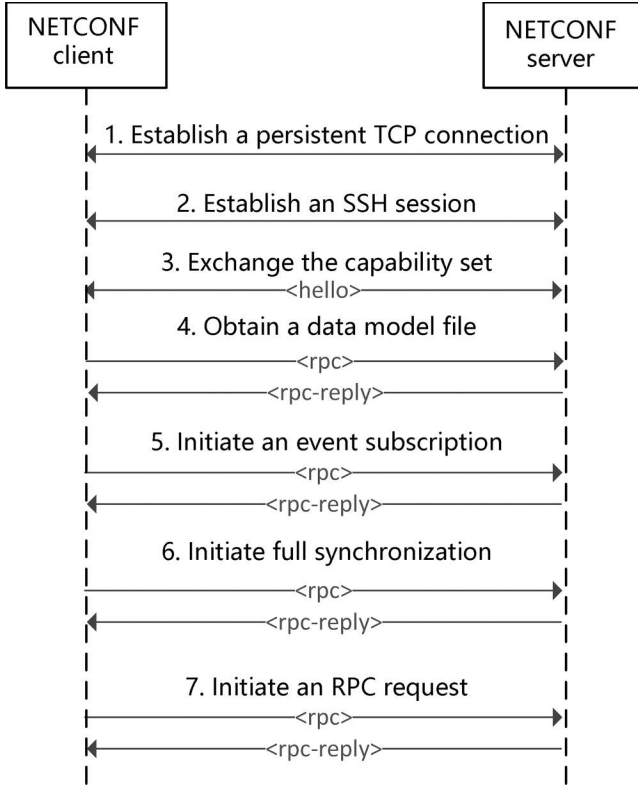 NETCONF
client
NETCONF
server
1. Establish a persistent TCP connection
2. Establish an SSH session
3. Exchange the capability set
<hello>
4. Obtain a data model file
<rpc>
<rpc-reply>
5. Initiate an event subscription
<rpc>
<rpc-reply>
6. Initiate full synchronization
<rpc>
<rpc-reply>
7. Initiate an RPC request
<rpc>
<rpc-reply>